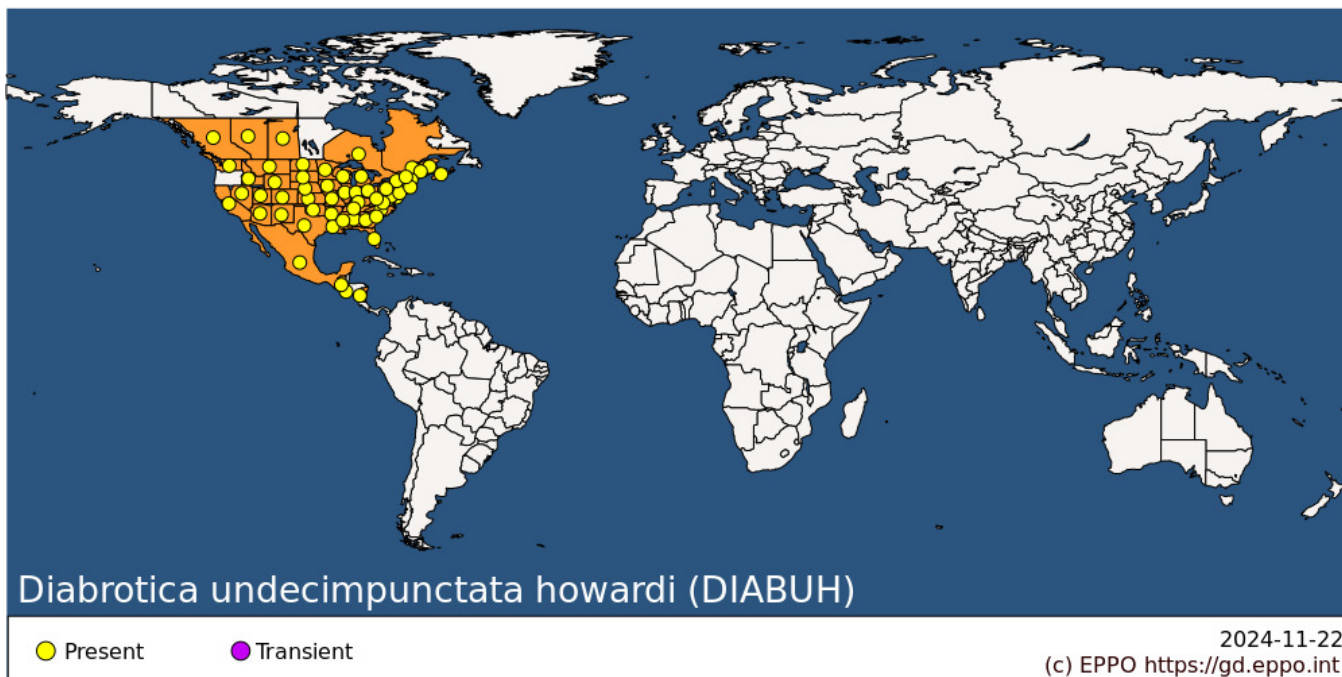 Diabrotica undecimpunctata howardi (DIABUH)
Present
Transient
2024-11-22
(c) EPPO https://gd.eppo.int